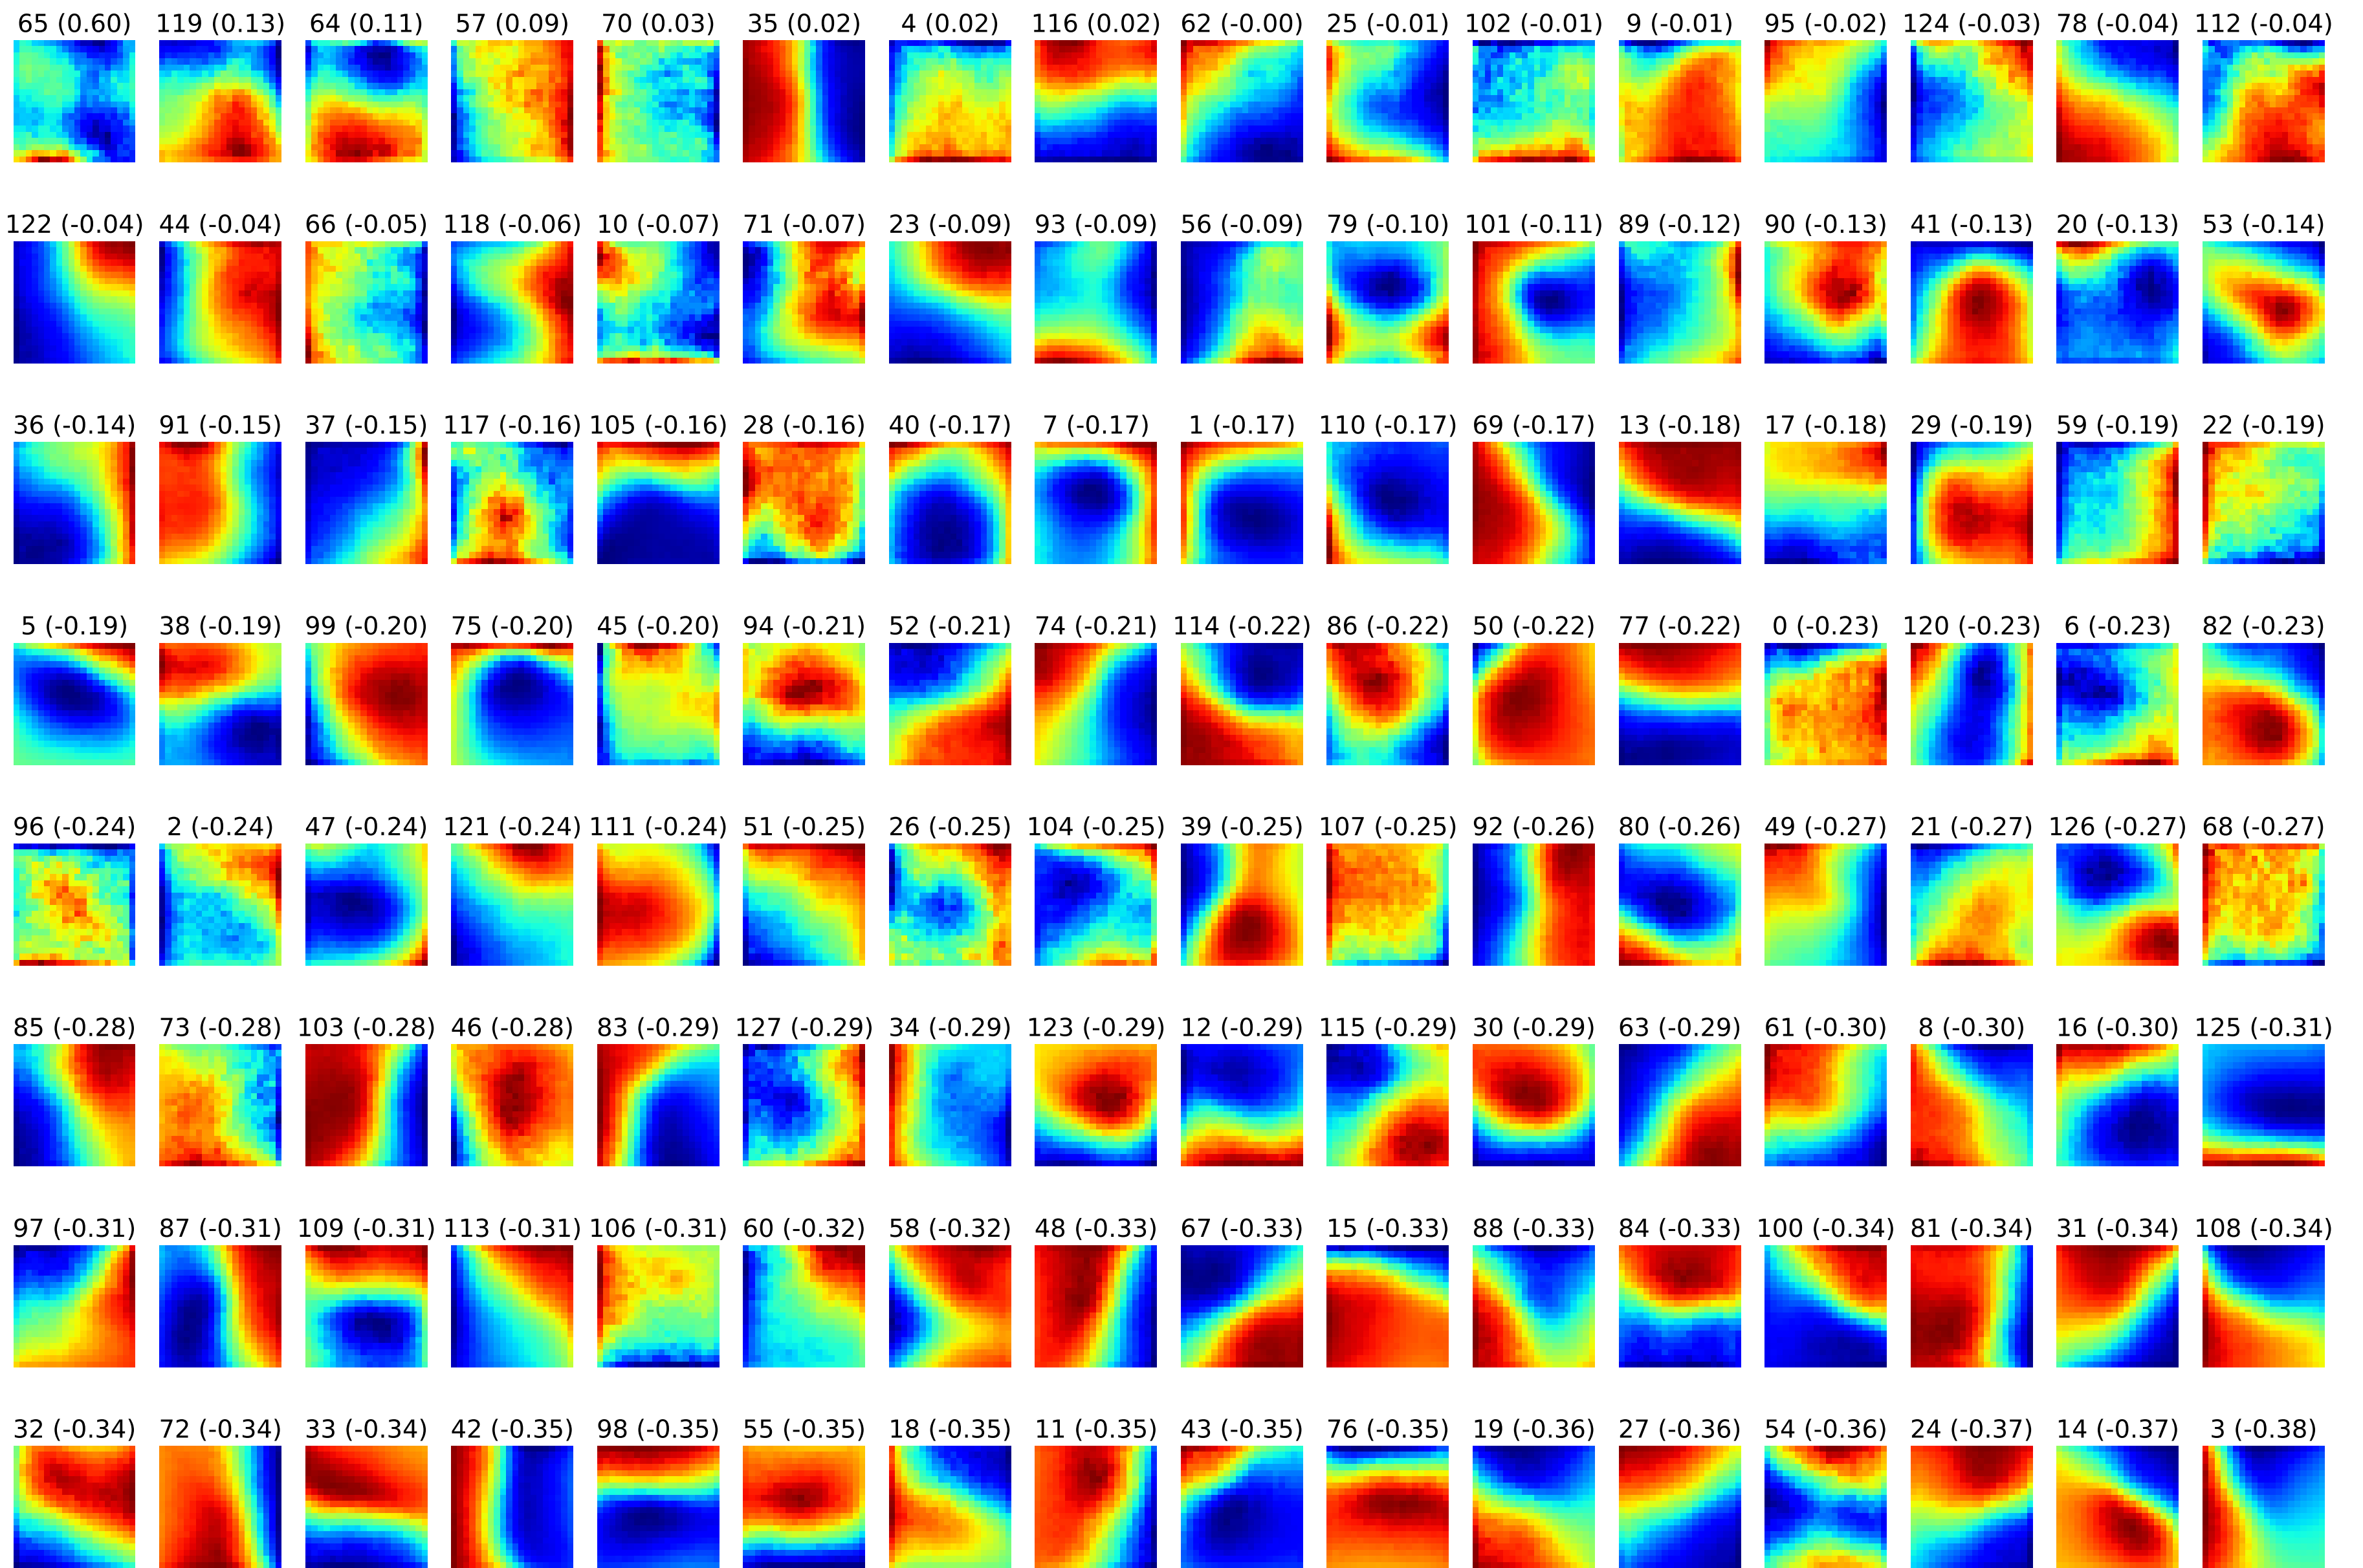 65 (0.60) 119 (0.13) 64 (0.11) 57 (0.09) 70 (0.03) 35 (0.02) 4 (0.02) 116 (0.02) 62 (-0.00) 25 (-0.01) 102 (-0.01) 9 (-0.01) 95 (-0.02) 124 (-0.03) 78 (-0.04) 112 (-0.04)
122 (-0.04) 44 (-0.04) 66 (-0.05) 118 (-0.06) 10 (-0.07) 71 (-0.07) 23 (-0.09) 93 (-0.09) 56 (-0.09) 79 (-0.10) 101 (-0.11) 89 (-0.12) 90 (-0.13) 41 (-0.13) 20 (-0.13) 53 (-0.14)
36 (-0.14) 91 (-0.15) 37 (-0.15) 117 (-0.16) 105 (-0.16) 28 (-0.16) 40 (-0.17) 7 (-0.17) 1 (-0.17) 110 (-0.17) 69 (-0.17) 13 (-0.18) 17 (-0.18) 29 (-0.19) 59 (-0.19) 22 (-0.19)
5 (-0.19) 38 (-0.19) 99 (-0.20) 75 (-0.20) 45 (-0.20) 94 (-0.21) 52 (-0.21) 74 (-0.21) 114 (-0.22) 86 (-0.22) 50 (-0.22) 77 (-0.22) 0 (-0.23) 120 (-0.23) 6 (-0.23) 82 (-0.23)
96 (-0.24) 2 (-0.24) 47 (-0.24) 121 (-0.24) 111 (-0.24) 51 (-0.25) 26 (-0.25) 104 (-0.25) 39 (-0.25) 107 (-0.25) 92 (-0.26) 80 (-0.26) 49 (-0.27) 21 (-0.27) 126 (-0.27) 68 (-0.27)
85 (-0.28) 73 (-0.28) 103 (-0.28) 46 (-0.28) 83 (-0.29) 127 (-0.29) 34 (-0.29) 123 (-0.29) 12 (-0.29) 115 (-0.29) 30 (-0.29) 63 (-0.29) 61 (-0.30) 8 (-0.30) 16 (-0.30) 125 (-0.31)
97 (-0.31) 87 (-0.31) 109 (-0.31) 113 (-0.31) 106 (-0.31) 60 (-0.32) 58 (-0.32) 48 (-0.33) 67 (-0.33) 15 (-0.33) 88 (-0.33) 84 (-0.33) 100 (-0.34) 81 (-0.34) 31 (-0.34) 108 (-0.34)
32 (-0.34) 72 (-0.34) 33 (-0.34) 42 (-0.35) 98 (-0.35) 55 (-0.35) 18 (-0.35) 11 (-0.35) 43 (-0.35) 76 (-0.35) 19 (-0.36) 27 (-0.36) 54 (-0.36) 24 (-0.37) 14 (-0.37) 3 (-0.38)